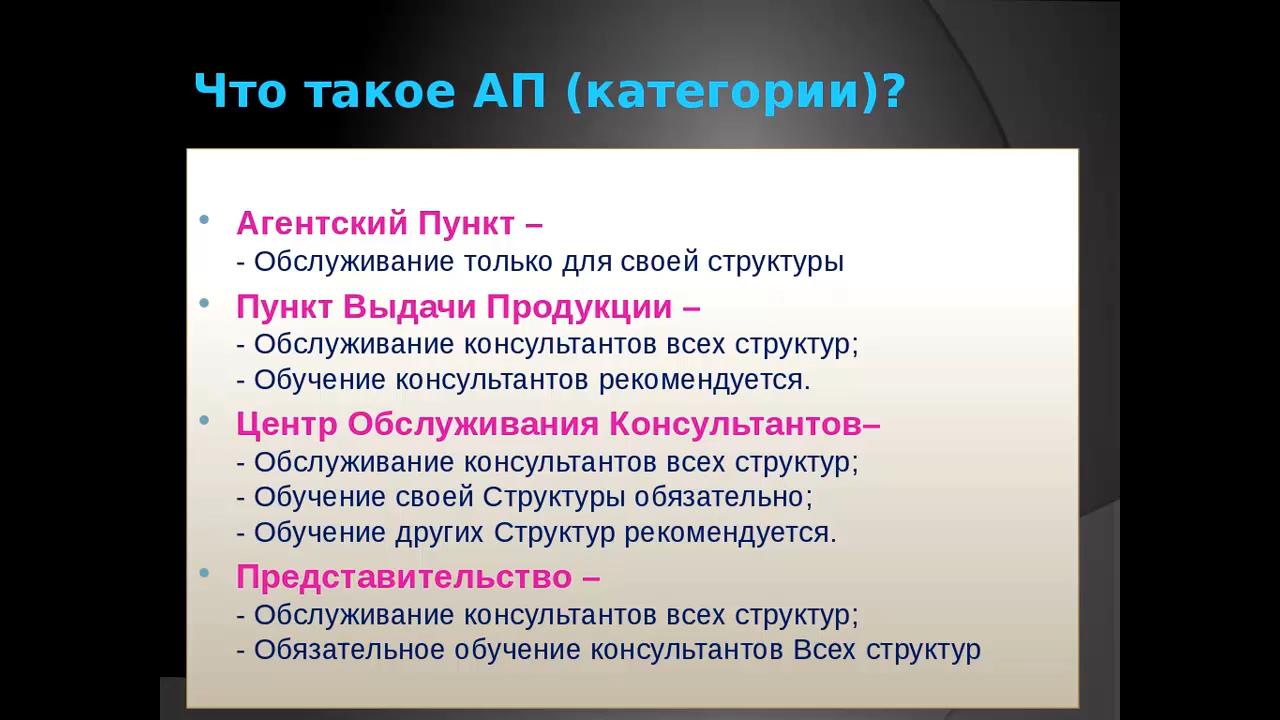 Что такое АП (категории)?
• Агентский Пункт –
- Обслуживание только для своей структуры
• Пункт Выдачи Продукции –
- Обслуживание консультантов всех структур;
- Обучение консультантов рекомендуется.
• Центр Обслуживания Консультантов–
- Обслуживание консультантов всех структур;
- Обучение своей Структуры обязательно;
- Обучение других Структур рекомендуется.
• Представительство –
- Обслуживание консультантов всех структур;
- Обязательное обучение консультантов Всех структур